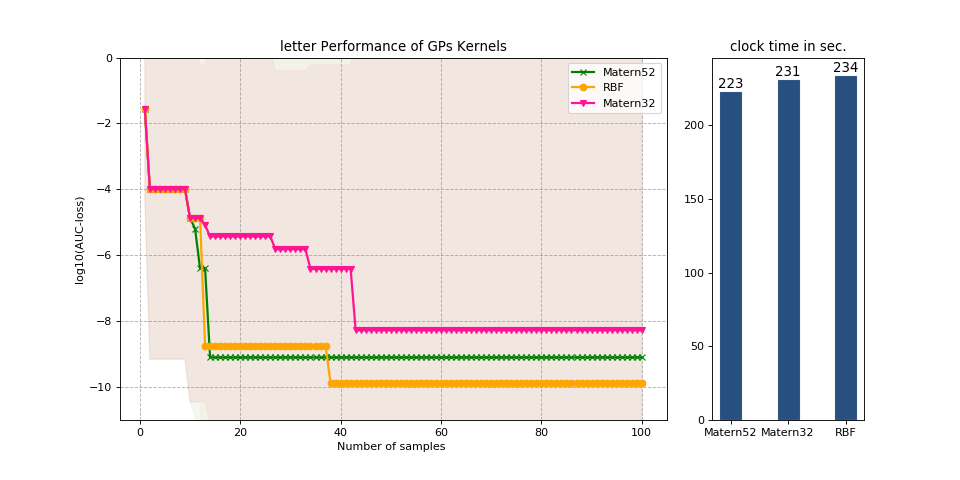 letter Performance of GPs Kernels
Matern52
RBF
Matern32
log10(AUC-loss)
0
−2
−4
−6
−8
−10
0 20 40 60 80 100
Number of samples
clock time in sec.
223 231 234
200
150
100
50
0
Matern52 Matern32 RBF